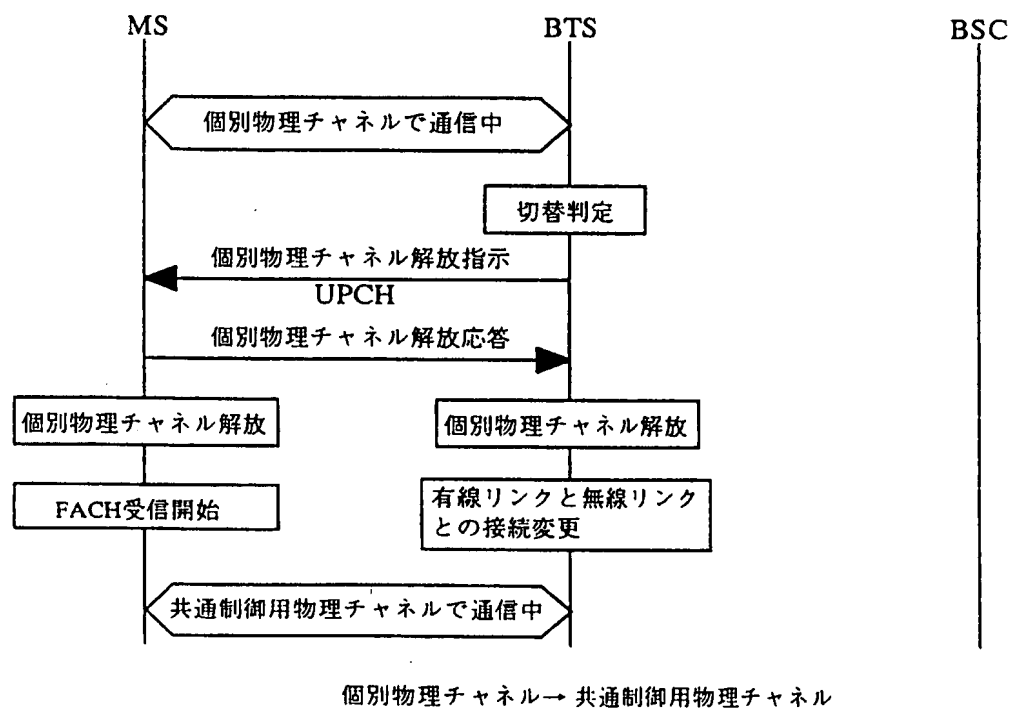 MS
BTS
BSC
個別物理チャネルで通信中
切替判定
個別物理チャネル解放指示
UPCH
個別物理チャネル解放応答
個別物理チャネル解放
個別物理チャネル解放
FACH受信開始
有線リンクと無線リンク
との接続変更
共通制御用物理チャネルで通信中
個別物理チャネル→ 共通制御用物理チャネル